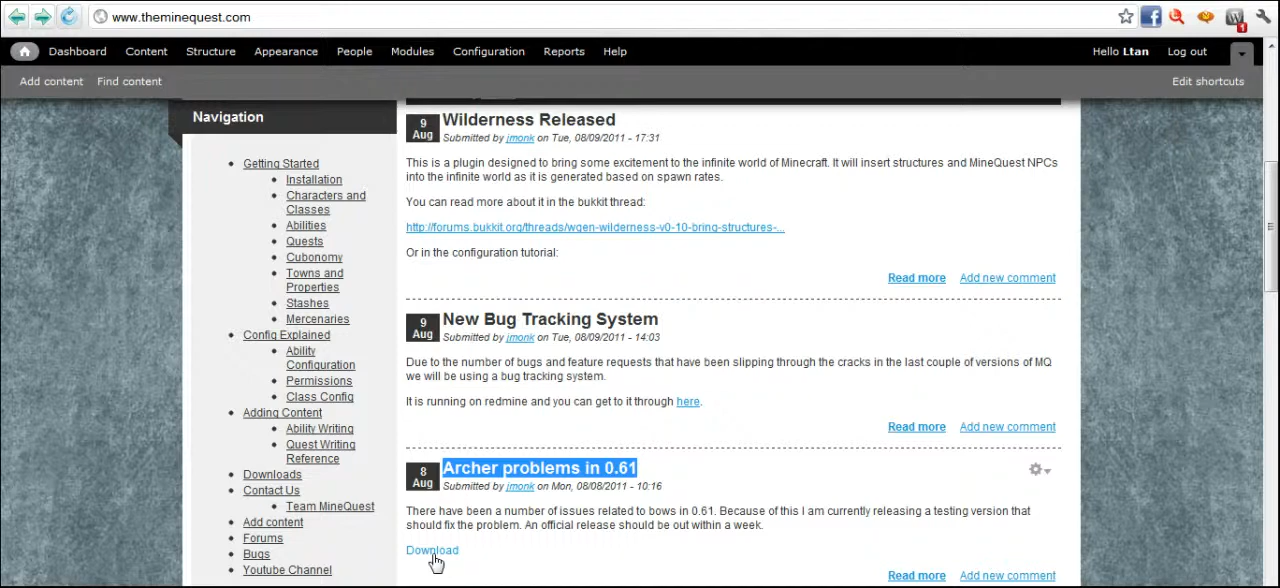 www.theminequest.com
1
Dashboard Content Structure Appearance People Modules Configuration Reports Help Hello Ltan Log out
Add content Find content Edit shortcuts
Navigation
Getting Started
Installation
Characters and
Classes
Abilities
Quests
Cubonomy
Towns and
Properties
Stashes
Mercenaries
Config Explained
Ability
Configuration
Permissions
Class Config
Adding Content
Ability Writing
Quest Writing
Reference
Downloads
Contact Us
Team MineQuest
Add content
Forums
Bugs
Youtube Channel
9
Aug
Wilderness Released
Submitted by jmonk on Tue, 08/09/2011 - 17:31
This is a plugin designed to bring some excitement to the infinite world of Minecraft. It will insert structures and MineQuest NPCs
into the infinite world as it is generated based on spawn rates.
You can read more about it in the bukkit thread:
http://forums.bukkit.org/threads/wgen-wilderness-v0-10-bring-structures-...
Or in the configuration tutorial:
Read more Add new comment
9
Aug
New Bug Tracking System
Submitted by jmonk on Tue, 08/09/2011 - 14:03
Due to the number of bugs and feature requests that have been slipping through the cracks in the last couple of versions of MQ
we will be using a bug tracking system.
It is running on redmine and you can get to it through here.
Read more Add new comment
8
Aug
Archer problems in 0.61
Submitted by jmonk on Mon, 08/08/2011 - 10:16
There have been a number of issues related to bows in 0.61. Because of this I am currently releasing a testing version that
should fix the problem. An official release should be out within a week.
Download
Read more Add new comment